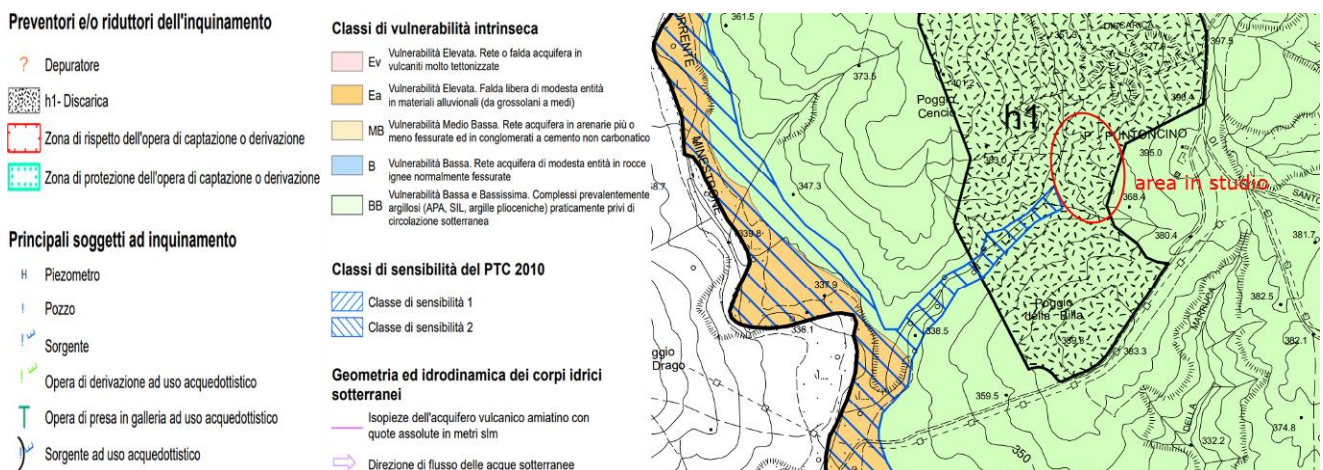 Preventori e/o riduttori dell'inquinamento
?
Depuratore
h1- Discarica
Zona di rispetto dell'opera di captazione o derivazione
Zona di protezione dell'opera di captazione o derivazione
Principali soggetti ad inquinamento
H
Piezometro
!
Pozzo
Sorgente
Opera di derivazione ad uso acquedottistico
Opera di presa in galleria ad uso acquedottistico
Sorgente ad uso acquedottistico
Classi di vulnerabilità intrinseca
Ev
Vulnerabilità Elevata. Rete o falda acquifera in
vulcaniti molto tettonizzate
Ea
Vulnerabilità Elevata. Falda libera di modesta entità
in materiali alluvionali (da grossolani a medi)
MB
Vulnerabilità Medio Bassa. Rete acquifera in arenarie più o
meno fessurate ed in conglomerati a cemento non carbonatico
B
Vulnerabilità Bassa. Rete acquifera di modesta entità in rocce
ignee normalmente fessurate
BB
Vulnerabilità Bassa e Bassissima. Complessi prevalentemente
argillosi (APA, SIL, argille plioceniche) praticamente privi di
circolazione sotterranea
Classi di sensibilità del PTC 2010
Classe di sensibilità 1
Classe di sensibilità 2
Geometria ed idrodinamica dei corpi idrici
sotterranei
Isopieze dell'acquifero vulcanico amiatino con
quote assolute in metri slm
Direzione di flusso delle acque sotterranee
361.5
373.5
397.5
Poggio
Cencio
h1
PUNTONCINO
395.0
area in studio
368.4
347.3
MINESTRONE
339.8
380.4
381.7
337.9
336.1
338.5
Poggio
della Billa
383.3
MARRUCA
382.5
382.1
ggio
Drago
359.5
350
DELLA
332.2
374.8